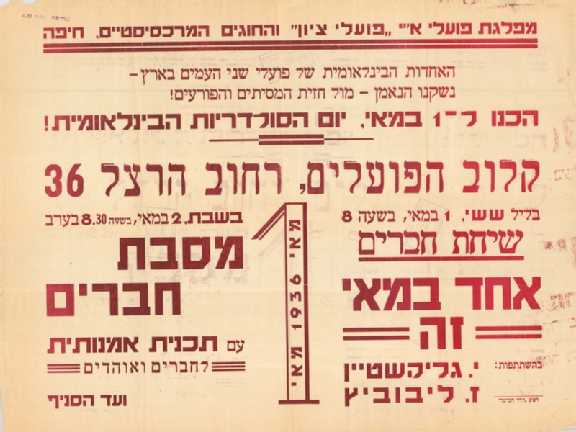 מפלגת פועלי א"י „פועלי ציון" והחוגים המרכסיסטיים. חיפה
האחדות הבינלאומית של פועלי שני העמים בארץ –
נשקנו הנאמן – מול חזית המסיתים והפורעים!
הכנו ל־1 במאי, יום הסולדריות הבינלאומית!
קלוב הפועלים, רחוב הרצל 36
בליל ששי, 1 במאי, בשעה 8
שיחת חברים
אחד במאי
זה
בהשתתפות:
י. גליקשטיין
ז. ליבוביץ
1
מאי 1936 מאי
בשבת, 2 במאי, בשעה 8.30 בערב
מסבת
חברים
עם תכנית אמנותית
לחברים ואוהדים
ועד הסניף